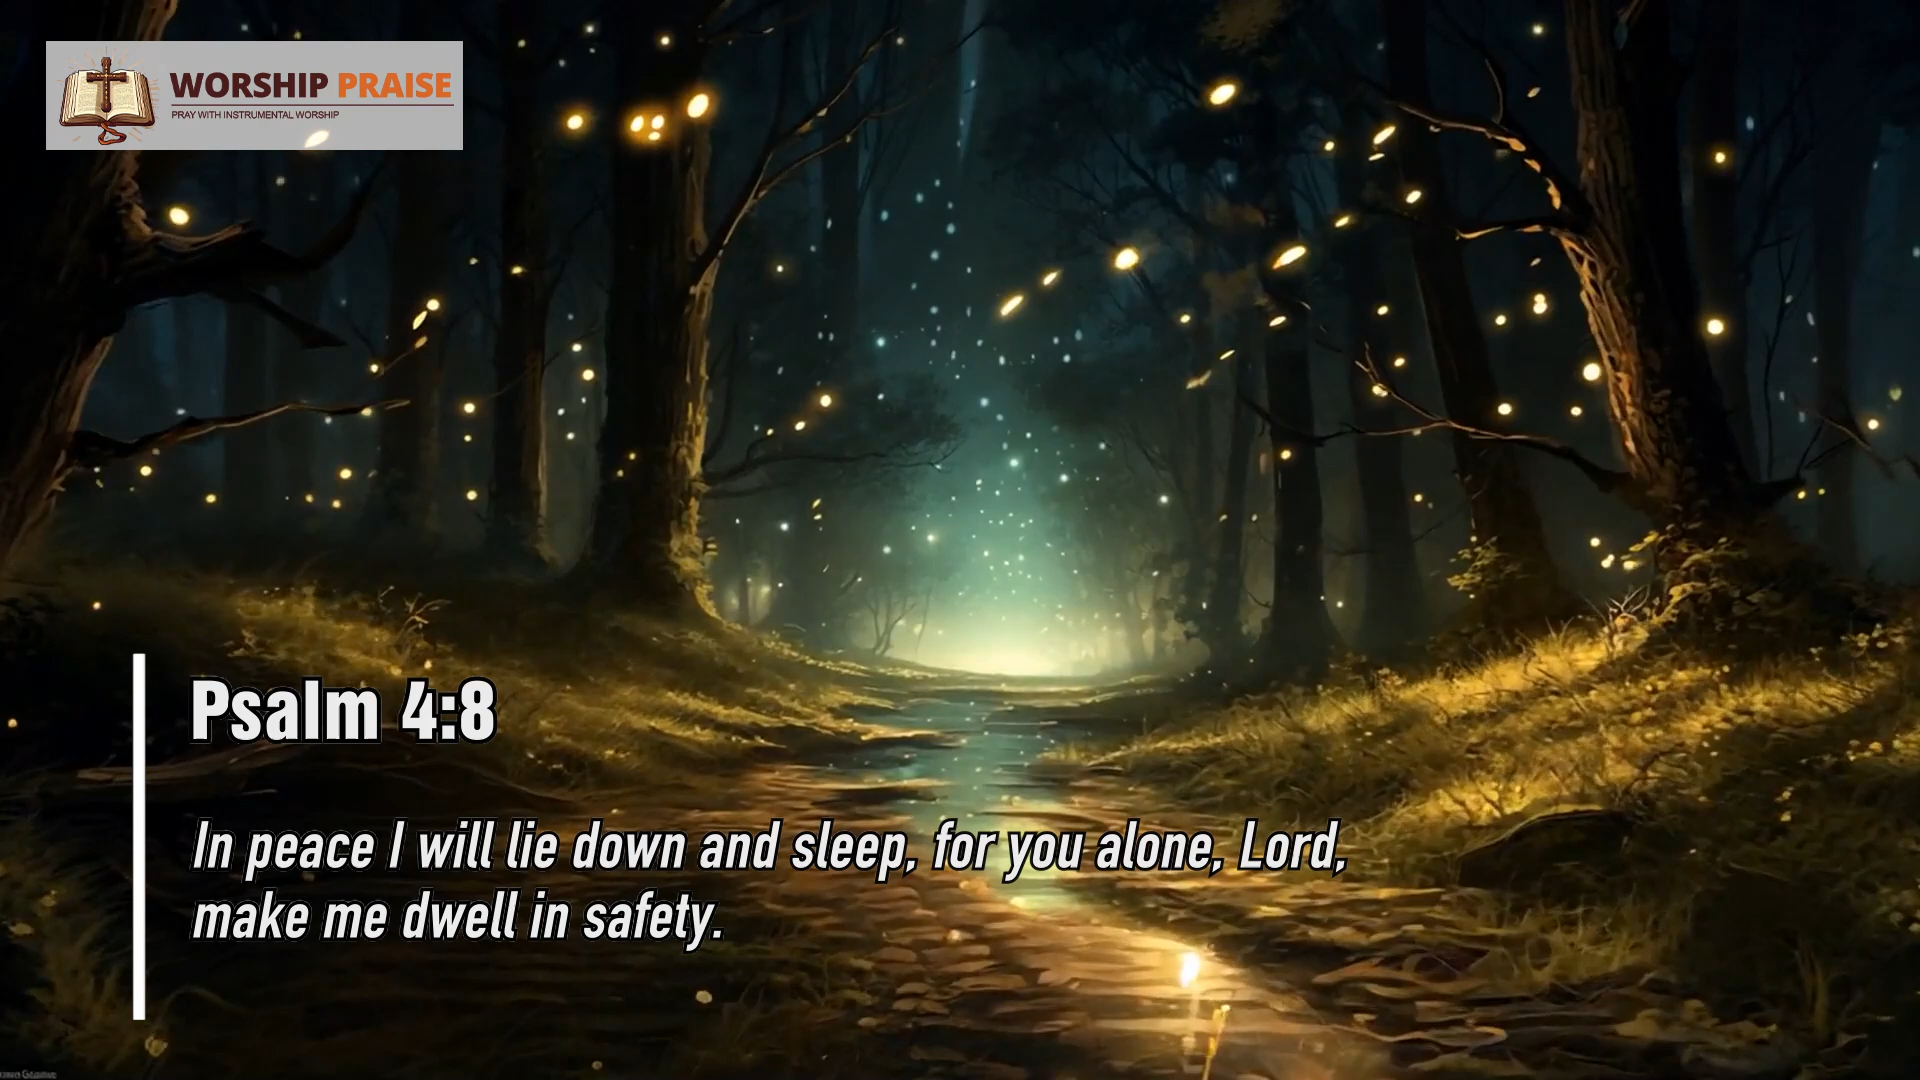 WORSHIP PRAISE
PRAY WITH INSTRUMENTAL WORSHIP
Psalm 4:8
In peace I will lie down and sleep, for you alone, Lord,
make me dwell in safety.